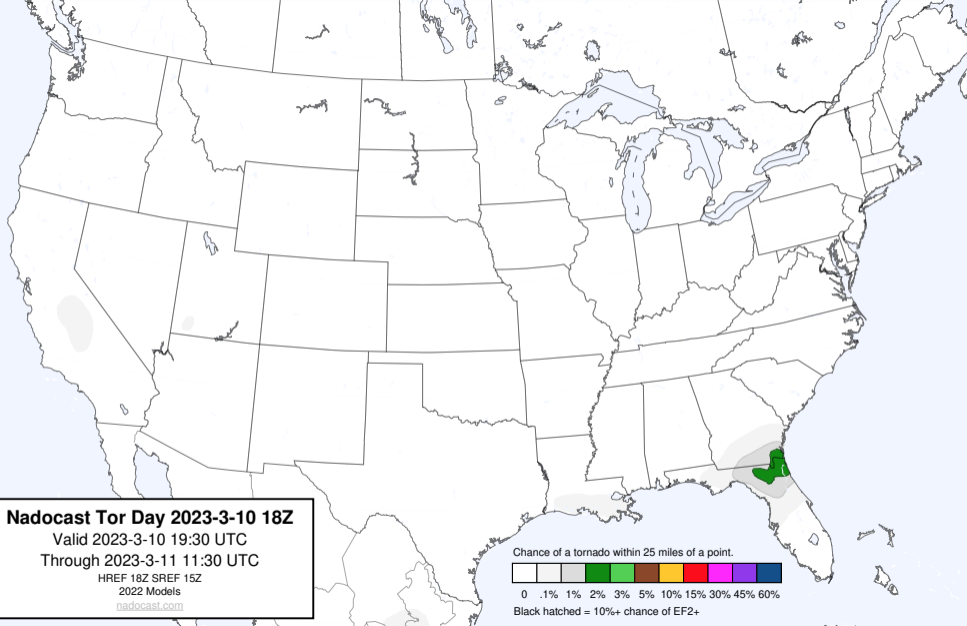 Nadocast Tor Day 2023-3-10 18Z
Valid 2023-3-10 19:30 UTC
Through 2023-3-11 11:30 UTC
HREF 18Z SREF 15Z
2022 Models
nadocast.com
Chance of a tornado within 25 miles of a point.
0 .1% 1% 2% 3% 5% 10% 15% 30% 45% 60%
Black hatched = 10%+ chance of EF2+